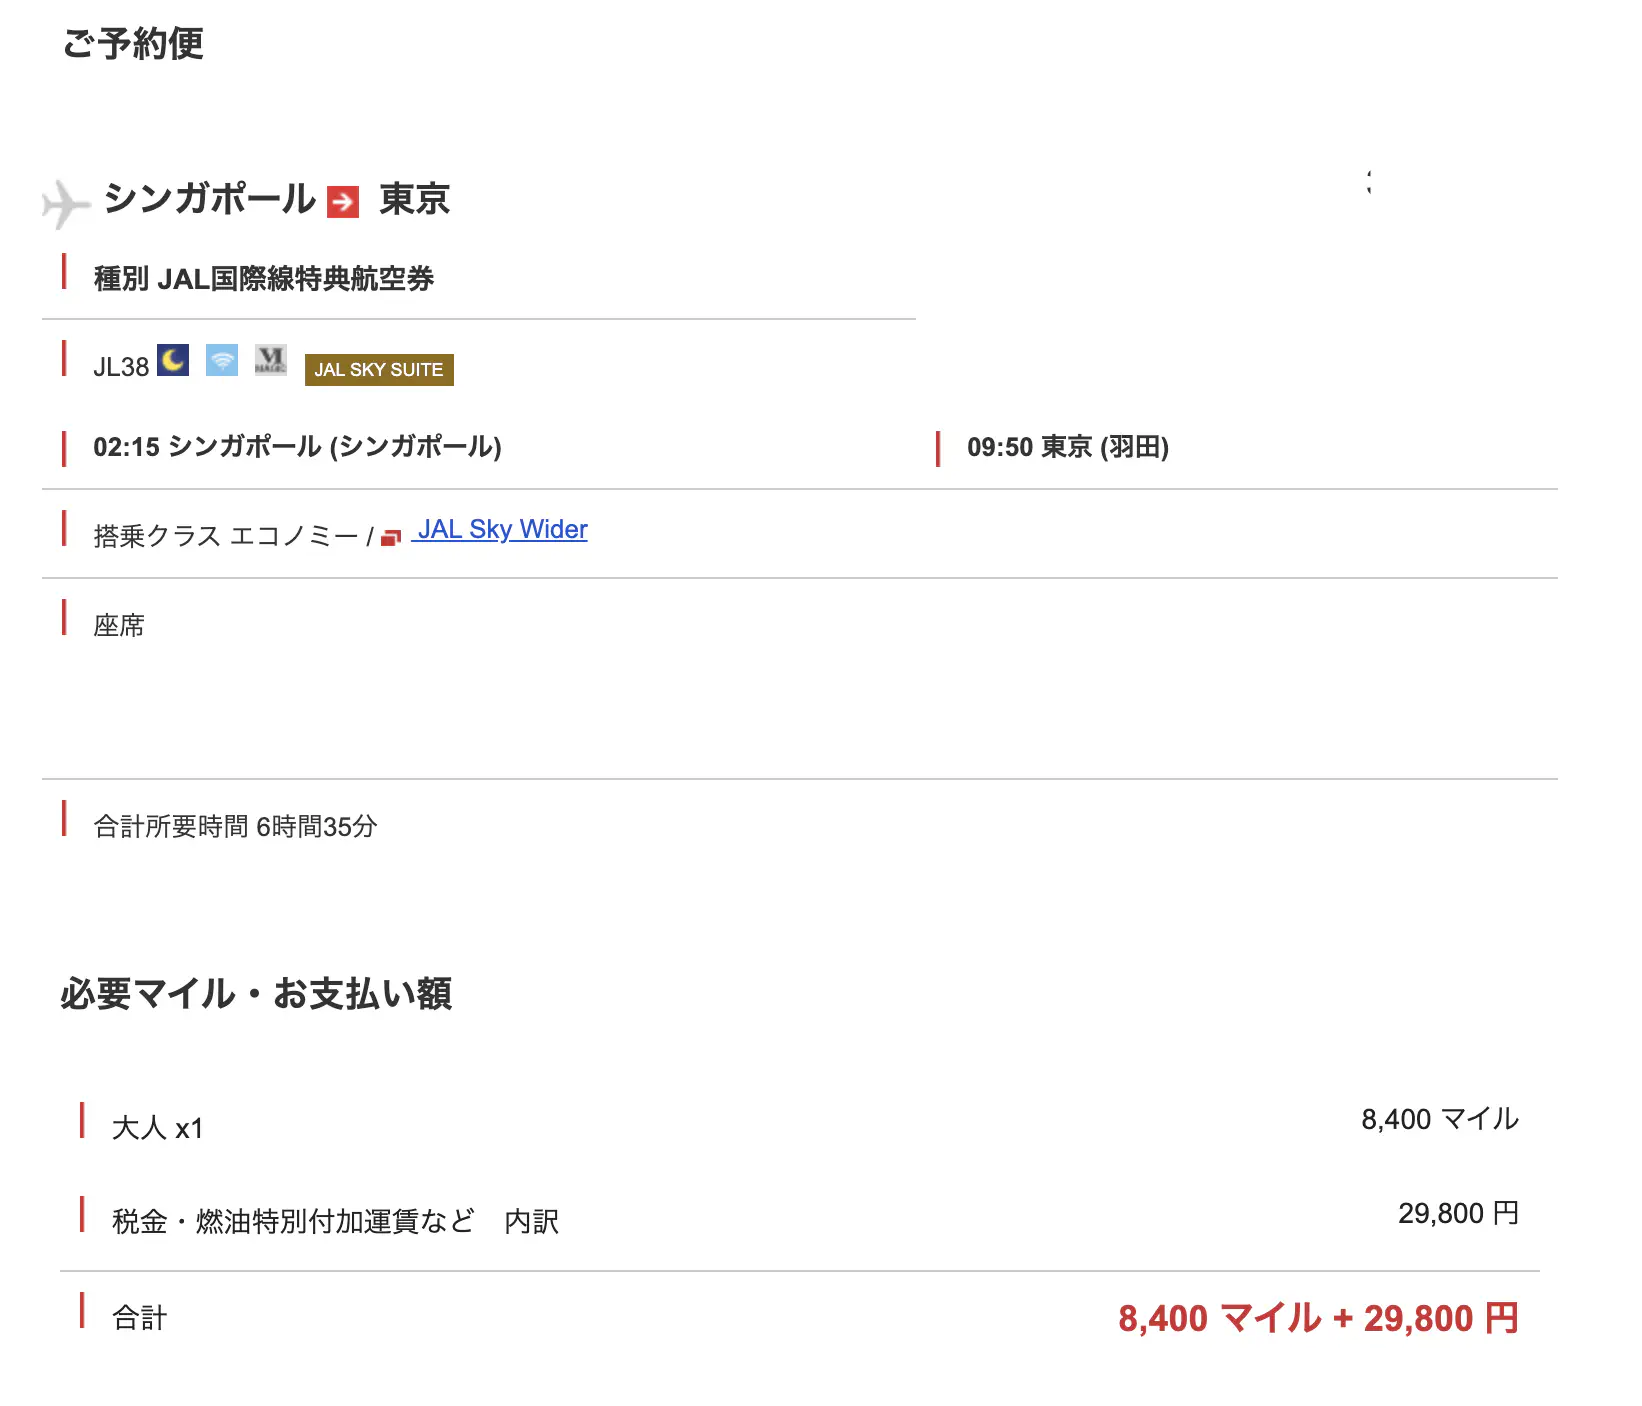 ご予約便
シンガポール 東京
種別 JAL国際線特典航空券
JL38 MAGIC JAL SKY SUITE
02:15 シンガポール (シンガポール) 09:50 東京 (羽田)
搭乗クラス エコノミー / JAL Sky Wider
座席
合計所要時間 6時間35分
必要マイル・お支払い額
大人 x1 8,400 マイル
税金・燃油特別付加運賃など 内訳 29,800 円
合計 8,400 マイル + 29,800 円